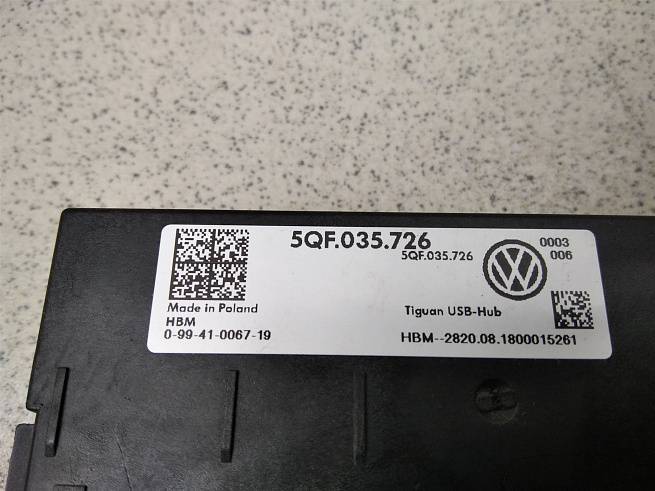 5QF.035.726
5QF.035.726
0003
006
Made in Poland
HBM
0-99-41-0067-19
Tiguan USB-Hub
HBM--2820.08.1800015261